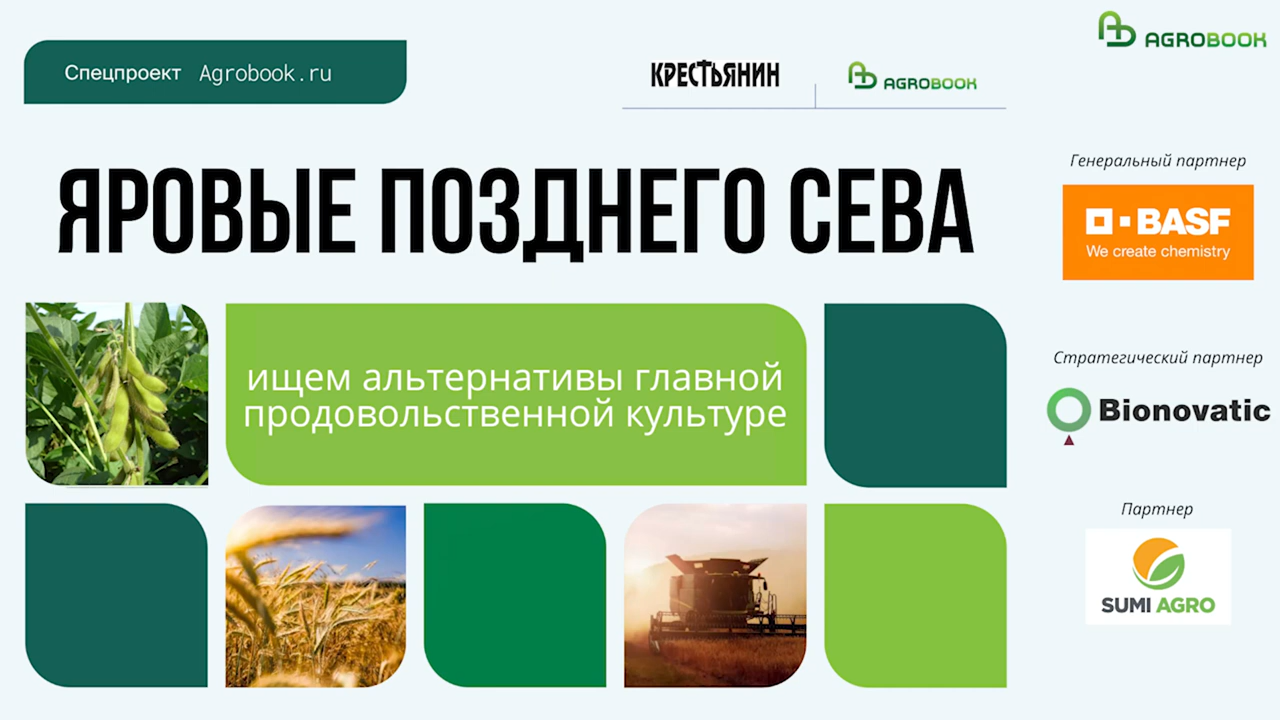 AGROBOOK
Спецпроект Agrobook.ru
КРЕСТЬЯНИН
AGROBOOK
ЯРОВЫЕ ПОЗДНЕГО СЕВА
ищем альтернативы главной
продовольственной культуре
Генеральный партнер
BASF
We create chemistry
Стратегический партнер
Bionovatic
Партнер
SUMI AGRO